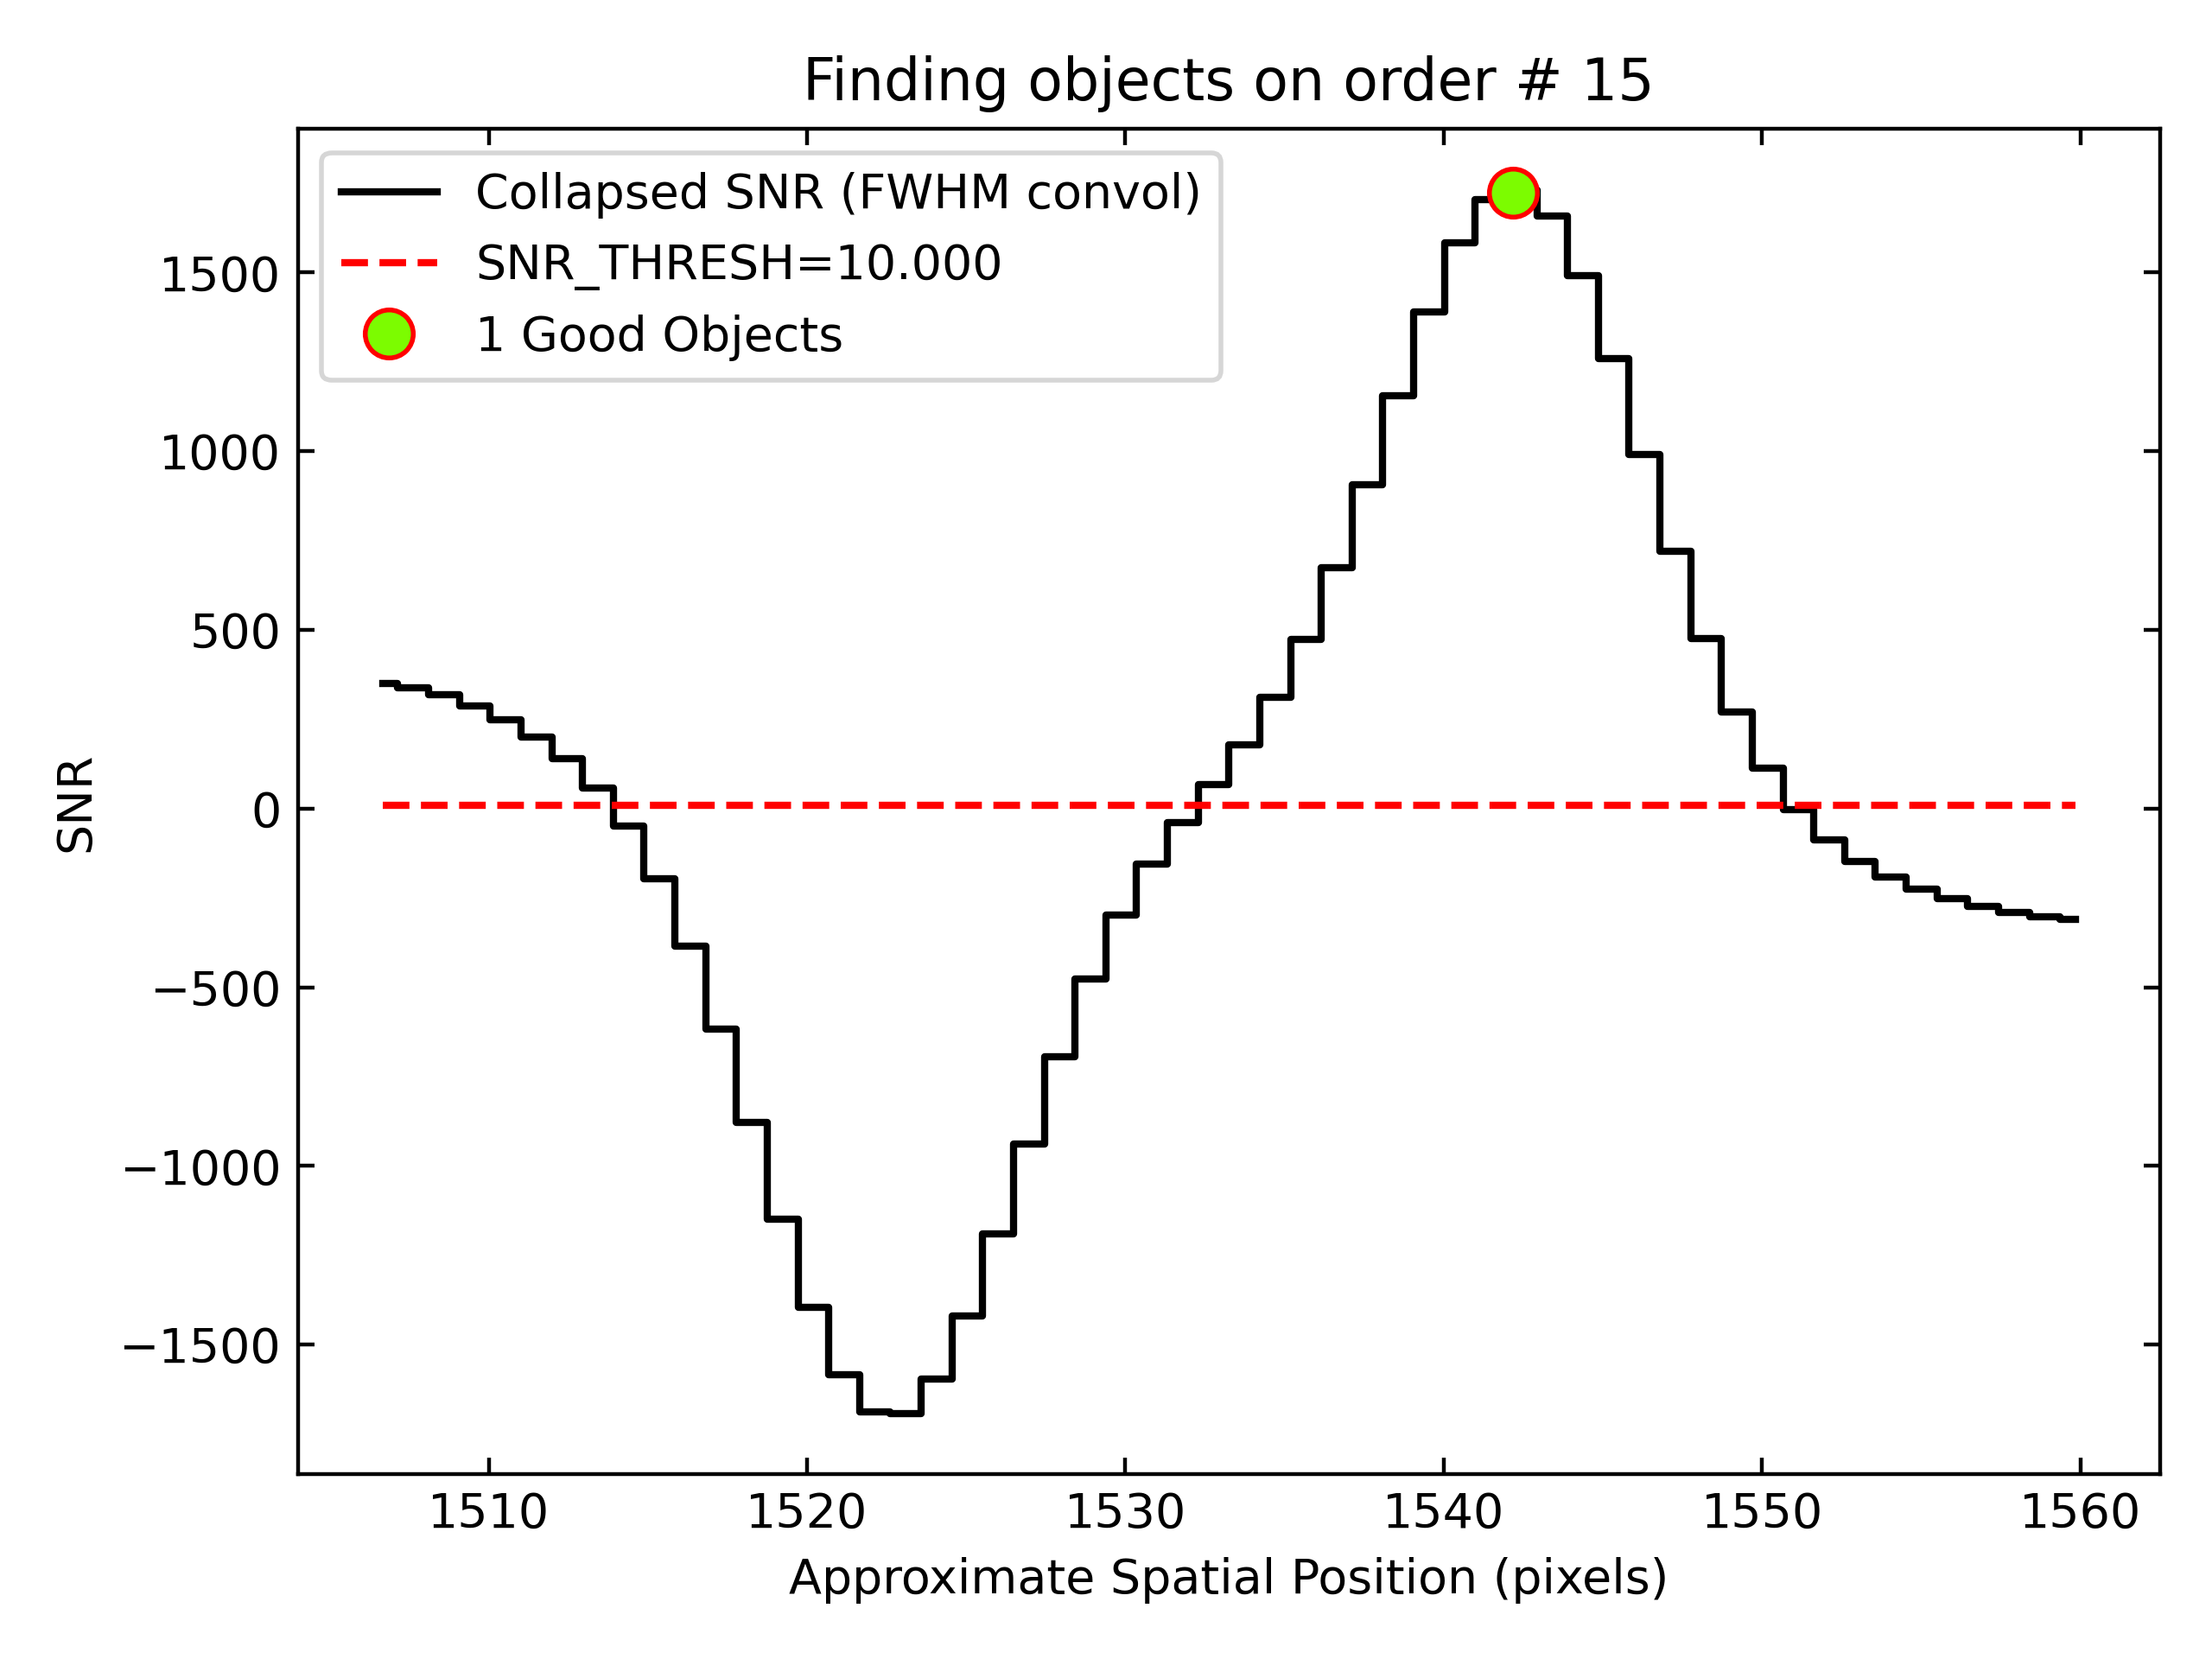 Finding objects on order # 15
Collapsed SNR (FWHM convol)
SNR_THRESH=10.000
1 Good Objects
1500
1000
500
0
−500
−1000
−1500
SNR
1510 1520 1530 1540 1550 1560
Approximate Spatial Position (pixels)